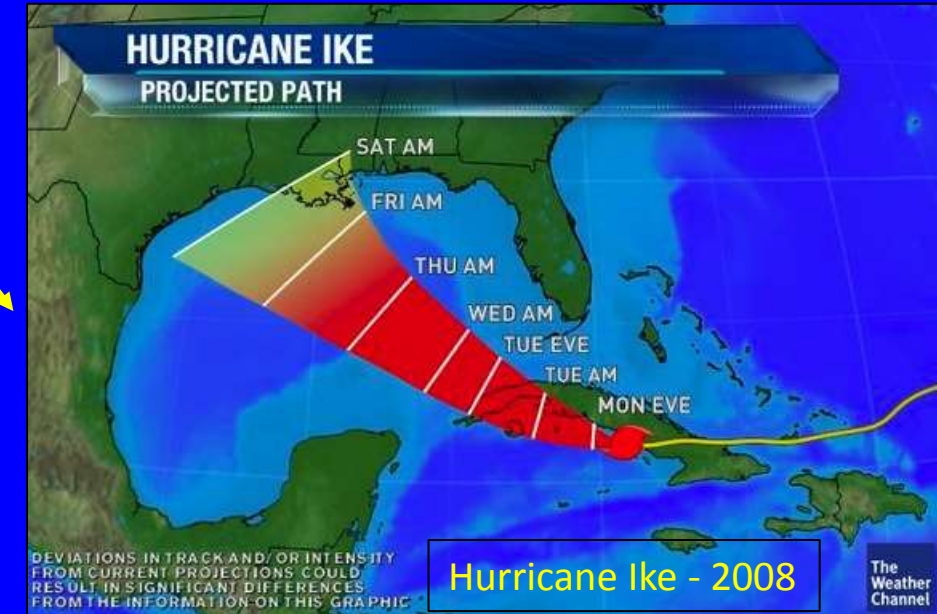 HURRICANE IKE
PROJECTED PATH
SAT AM
FRI AM
THU AM
WED AM
TUE EVE
TUE AM
MON EVE
DEVIATIONS IN TRACK AND/OR INTENSITY
FROM CURRENT PROJECTIONS COULD
RESULT IN SIGNIFICANT DIFFERENCES
FROM THE INFORMATION ON THIS GRAPHIC
Hurricane Ike - 2008
The
Weather
Channel